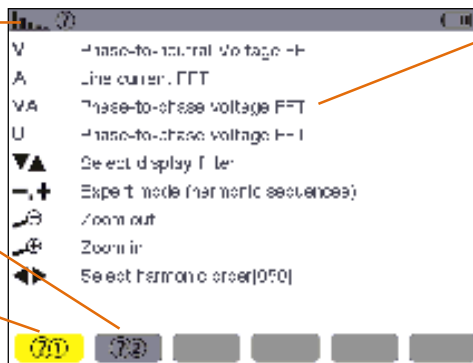 V Phase-to-neutral Voltage
A Line current FFT
VA Phase-to-phase voltage FFT
U Phase-to-phase voltage FFT
▼▲ Select display filter
-,+ Expert mode (harmonic sequences)
Zoom out
Zoom in
◀▶ Select harmonic order[050]